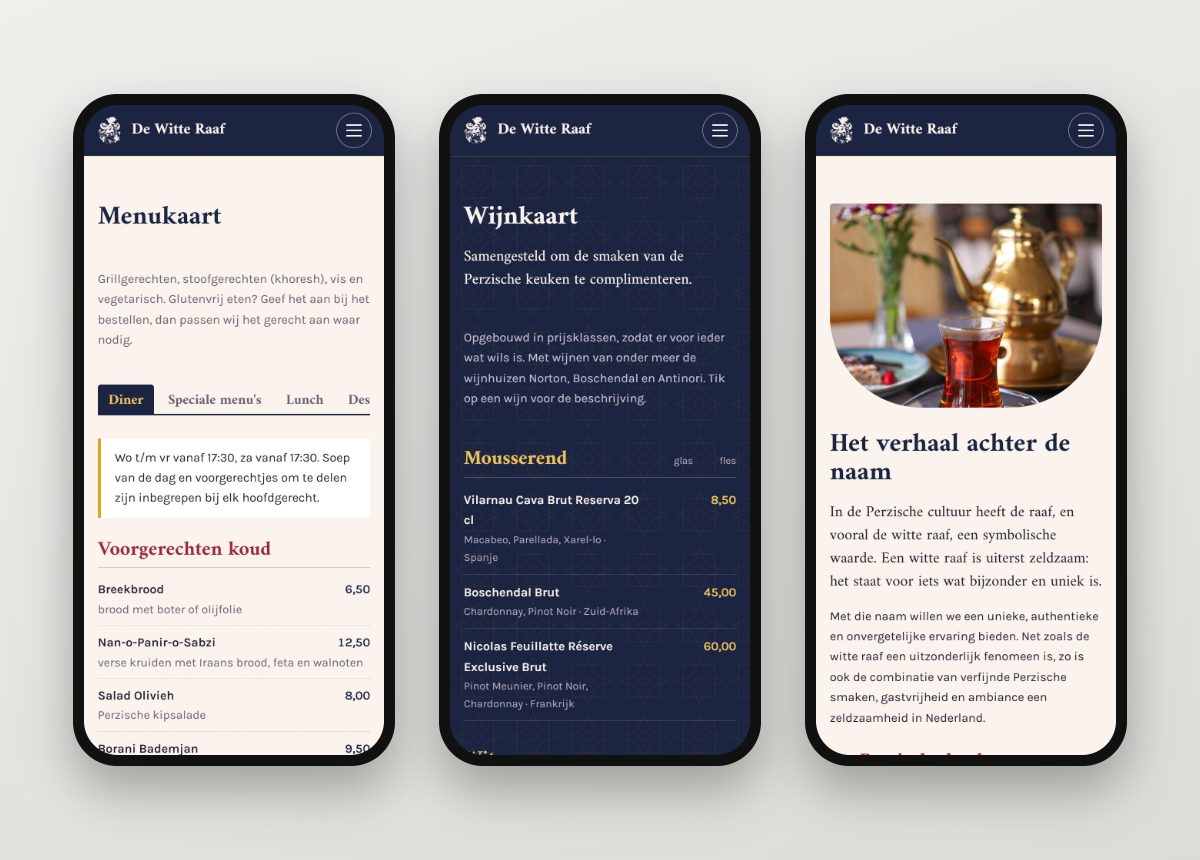 De Witte Raaf
Menukaart
Grillgerechten, stoofgerechten (khoresh), vis en
vegetarisch. Glutenvrij eten? Geef het aan bij het
bestellen, dan passen wij het gerecht aan waar
nodig.
Diner Speciale menu's Lunch Des
Wo t/m vr vanaf 17:30, za vanaf 17:30. Soep
van de dag en voorgerechtjes om te delen
zijn inbegrepen bij elk hoofdgerecht.
Voorgerechten koud
Breekbrood 6,50
brood met boter of olijfolie
Nan-o-Panir-o-Sabzi 12,50
verse kruiden met Iraans brood, feta en walnoten
Salad Olivieh 8,00
Perzische kipsalade
Borani Bademjan 9,50
De Witte Raaf
Wijnkaart
Samengesteld om de smaken van de
Perzische keuken te complimenteren.
Opgebouwd in prijsklassen, zodat er voor ieder
wat wils is. Met wijnen van onder meer de
wijnhuizen Norton, Boschendal en Antinori. Tik
op een wijn voor de beschrijving.
Mousserend glas fles
Vilarnau Cava Brut Reserva 20 8,50
cl
Macabeo, Parellada, Xarel-lo ·
Spanje
Boschendal Brut 45,00
Chardonnay, Pinot Noir · Zuid-Afrika
Nicolas Feuillatte Réserve 60,00
Exclusive Brut
Pinot Meunier, Pinot Noir,
Chardonnay · Frankrijk
De Witte Raaf
Het verhaal achter de
naam
In de Perzische cultuur heeft de raaf, en
vooral de witte raaf, een symbolische
waarde. Een witte raaf is uiterst zeldzaam:
het staat voor iets wat bijzonder en uniek is.
Met die naam willen we een unieke, authentieke
en onvergetelijke ervaring bieden. Net zoals de
witte raaf een uitzonderlijk fenomeen is, zo is
ook de combinatie van verfijnde Perzische
smaken, gastvrijheid en ambiance een
zeldzaamheid in Nederland.